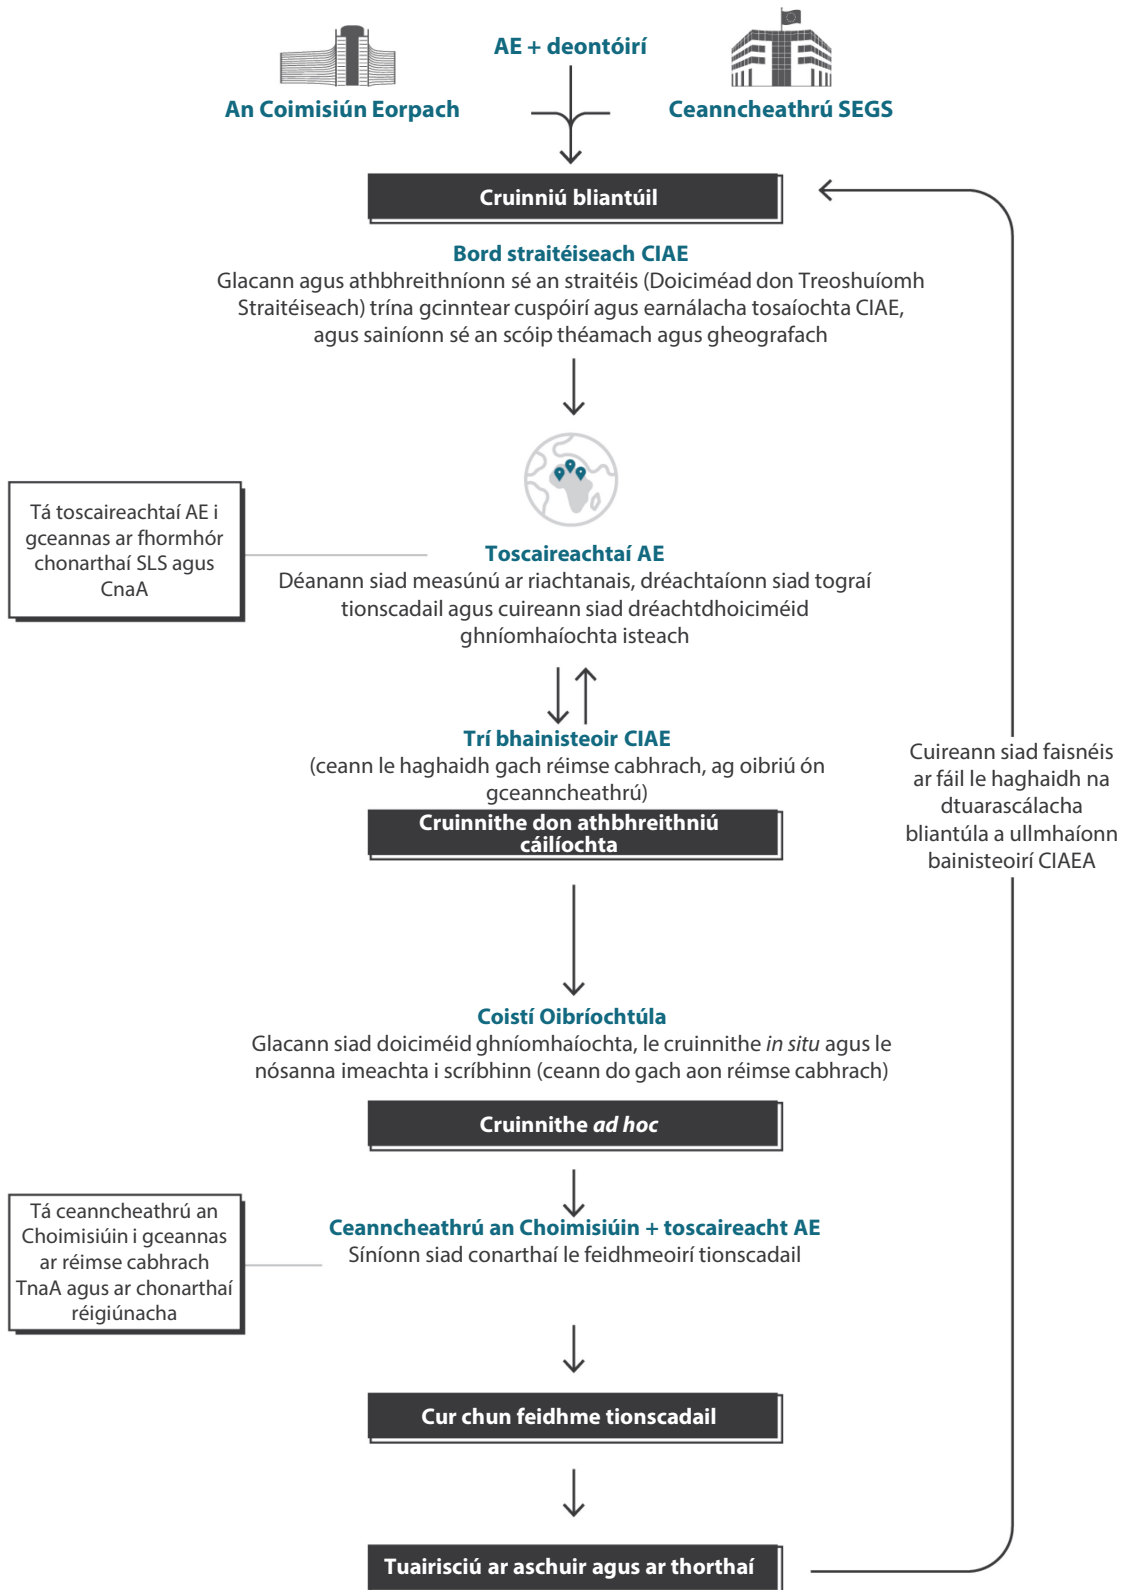 AE + deontóirí
An Coimisiún Eorpach
Ceanncheathrú SEGS
Cruinniú bliantúil
Bord straitéiseach CIAE
Glacann agus athbhreithníonn sé an straitéis (Doiciméad don Treoshuíomh
Straitéiseach) trína gcinntear cuspóirí agus earnálacha tosaíochta CIAE,
agus sainíonn sé an scóip théamach agus gheografach
Tá toscaireachtaí AE i
gceannas ar fhormhór
chonarthaí SLS agus
CnaA
Toscaireachtaí AE
Déanann siad measúnú ar riachtanais, dréachtaíonn siad tograí
tionscadail agus cuireann siad dréachtdhoiciméid
ghníomhaíochta isteach
Trí bhainisteoir CIAE
(ceann le haghaidh gach réimse cabhrach, ag oibriú ón
gceanncheathrú)
Cruinnithe don athbhreithniú
cáilíochta
Cuireann siad faisnéis
ar fáil le haghaidh na
dtuarascálacha
bliantúla a ullmhaíonn
bainisteoirí CIAEA
Coistí Oibríochtúla
Glacann siad doiciméid ghníomhaíochta, le cruinnithe in situ agus le
nósanna imeachta i scríbhinn (ceann do gach aon réimse cabhrach)
Cruinnithe ad hoc
Tá ceanncheathrú an
Choimisiúin i gceannas
ar réimse cabhrach
TnaA agus ar chonarthaí
réigiúnacha
Ceanncheathrú an Choimisiúin + toscaireacht AE
Síníonn siad conarthaí le feidhmeoirí tionscadail
Cur chun feidhme tionscadail
Tuairisciú ar aschuir agus ar thorthaí